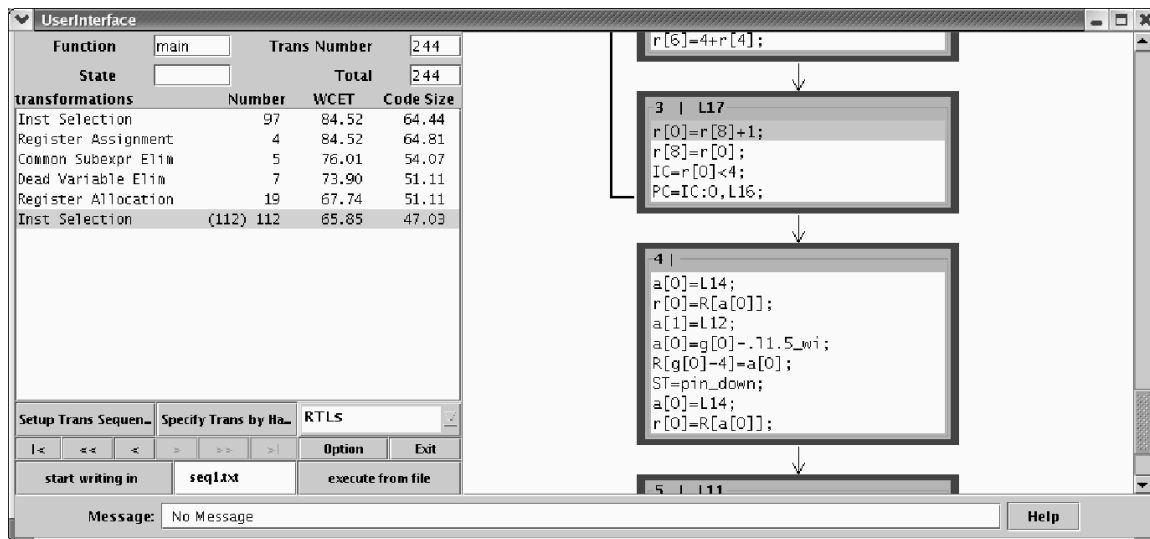 UserInterface
Function main Trans Number 244
State Total 244
transformations Number WCET Code Size
Inst Selection 97 84.52 64.44
Register Assignment 4 84.52 64.81
Common Subexpr Elim 5 76.01 54.07
Dead Variable Elim 7 73.90 51.11
Register Allocation 19 67.74 51.11
Inst Selection (112) 112 65.85 47.03
Setup Trans Sequen... Specify Trans by Ha... RTLs
|< << < > >> >| Option Exit
start writing in seq1.txt execute from file
r[6]=4+r[4];
3 | L17
r[0]=r[8]+1;
r[8]=r[0];
IC=r[0]<4;
PC=IC:0,L16;
4 |
a[0]=L14;
r[0]=R[a[0]];
a[1]=L12;
a[0]=g[0]-.11.5_wi;
R[g[0]-4]=a[0];
ST=pin_down;
a[0]=L14;
r[0]=R[a[0]];
5 | L11
Message: No Message Help